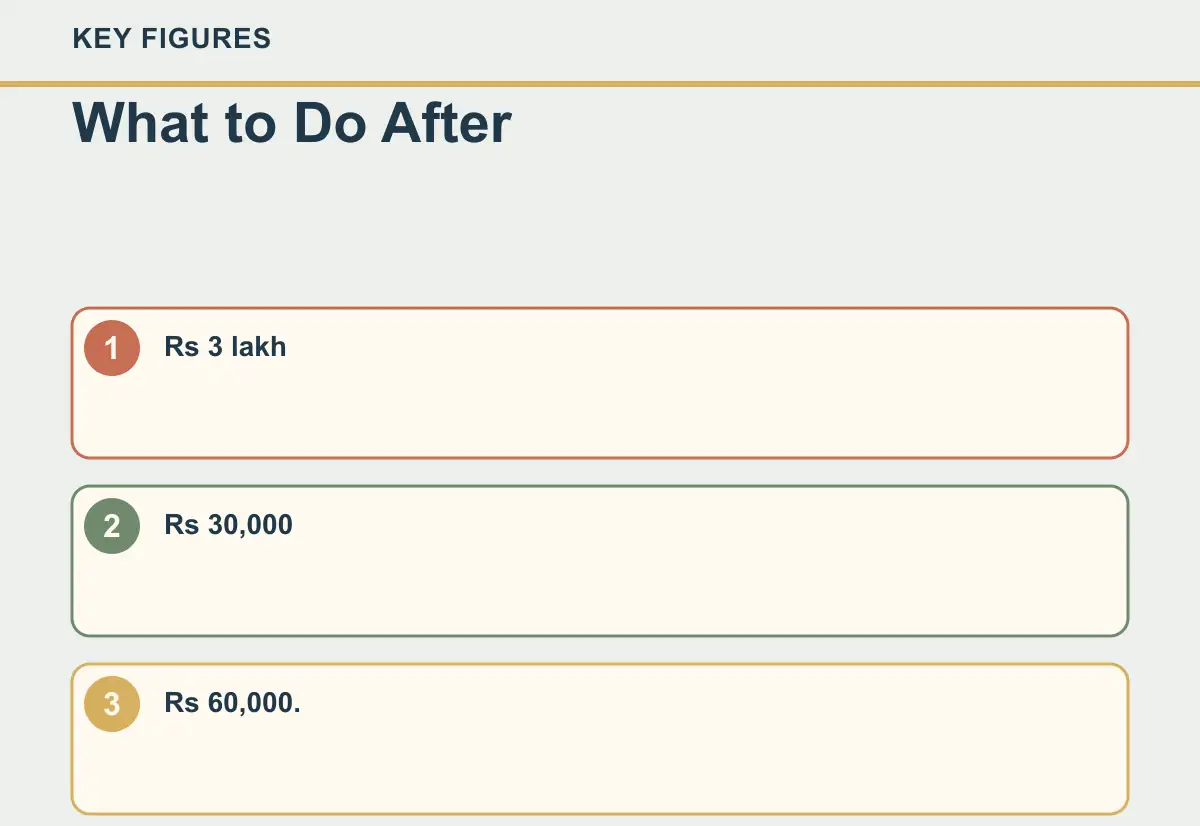 KEY FIGURES
What to Do After
1 Rs 3 lakh
2 Rs 30,000
3 Rs 60,000.